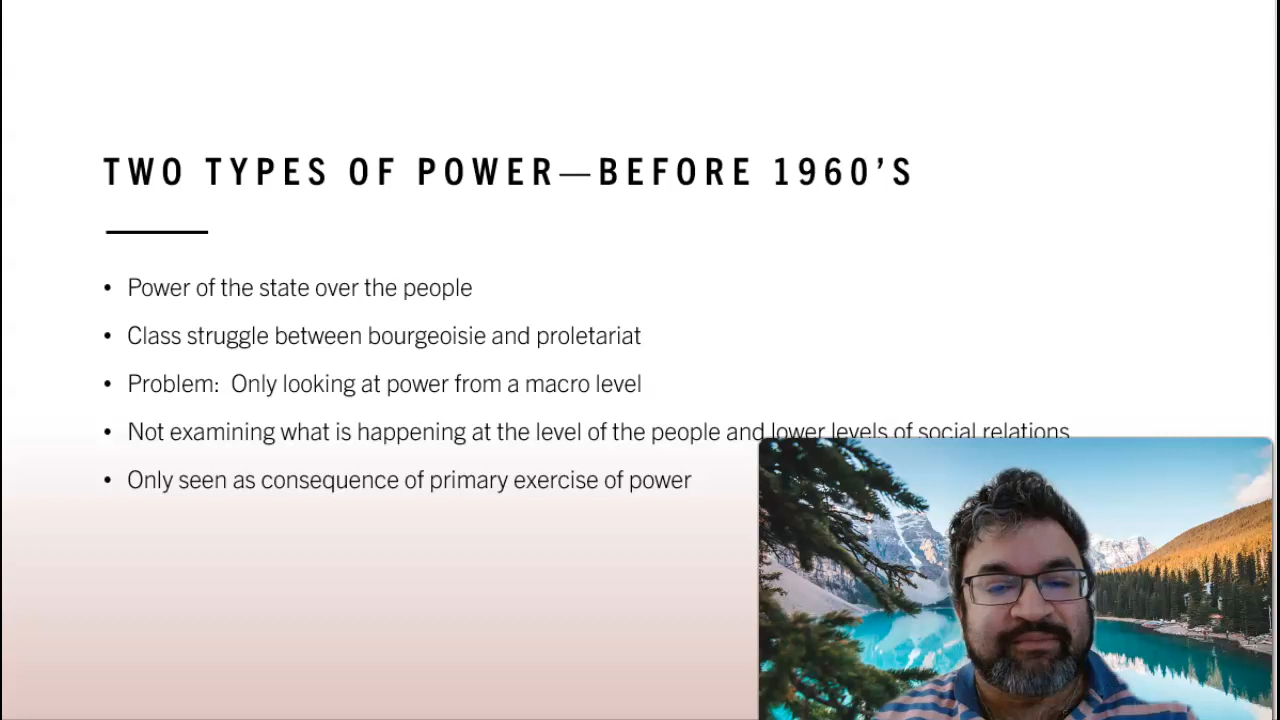 TWO TYPES OF POWER—BEFORE 1960’S
• Power of the state over the people
• Class struggle between bourgeoisie and proletariat
• Problem:  Only looking at power from a macro level
• Not examining what is happening at the level of the people and lower levels of social relations
• Only seen as consequence of primary exercise of power